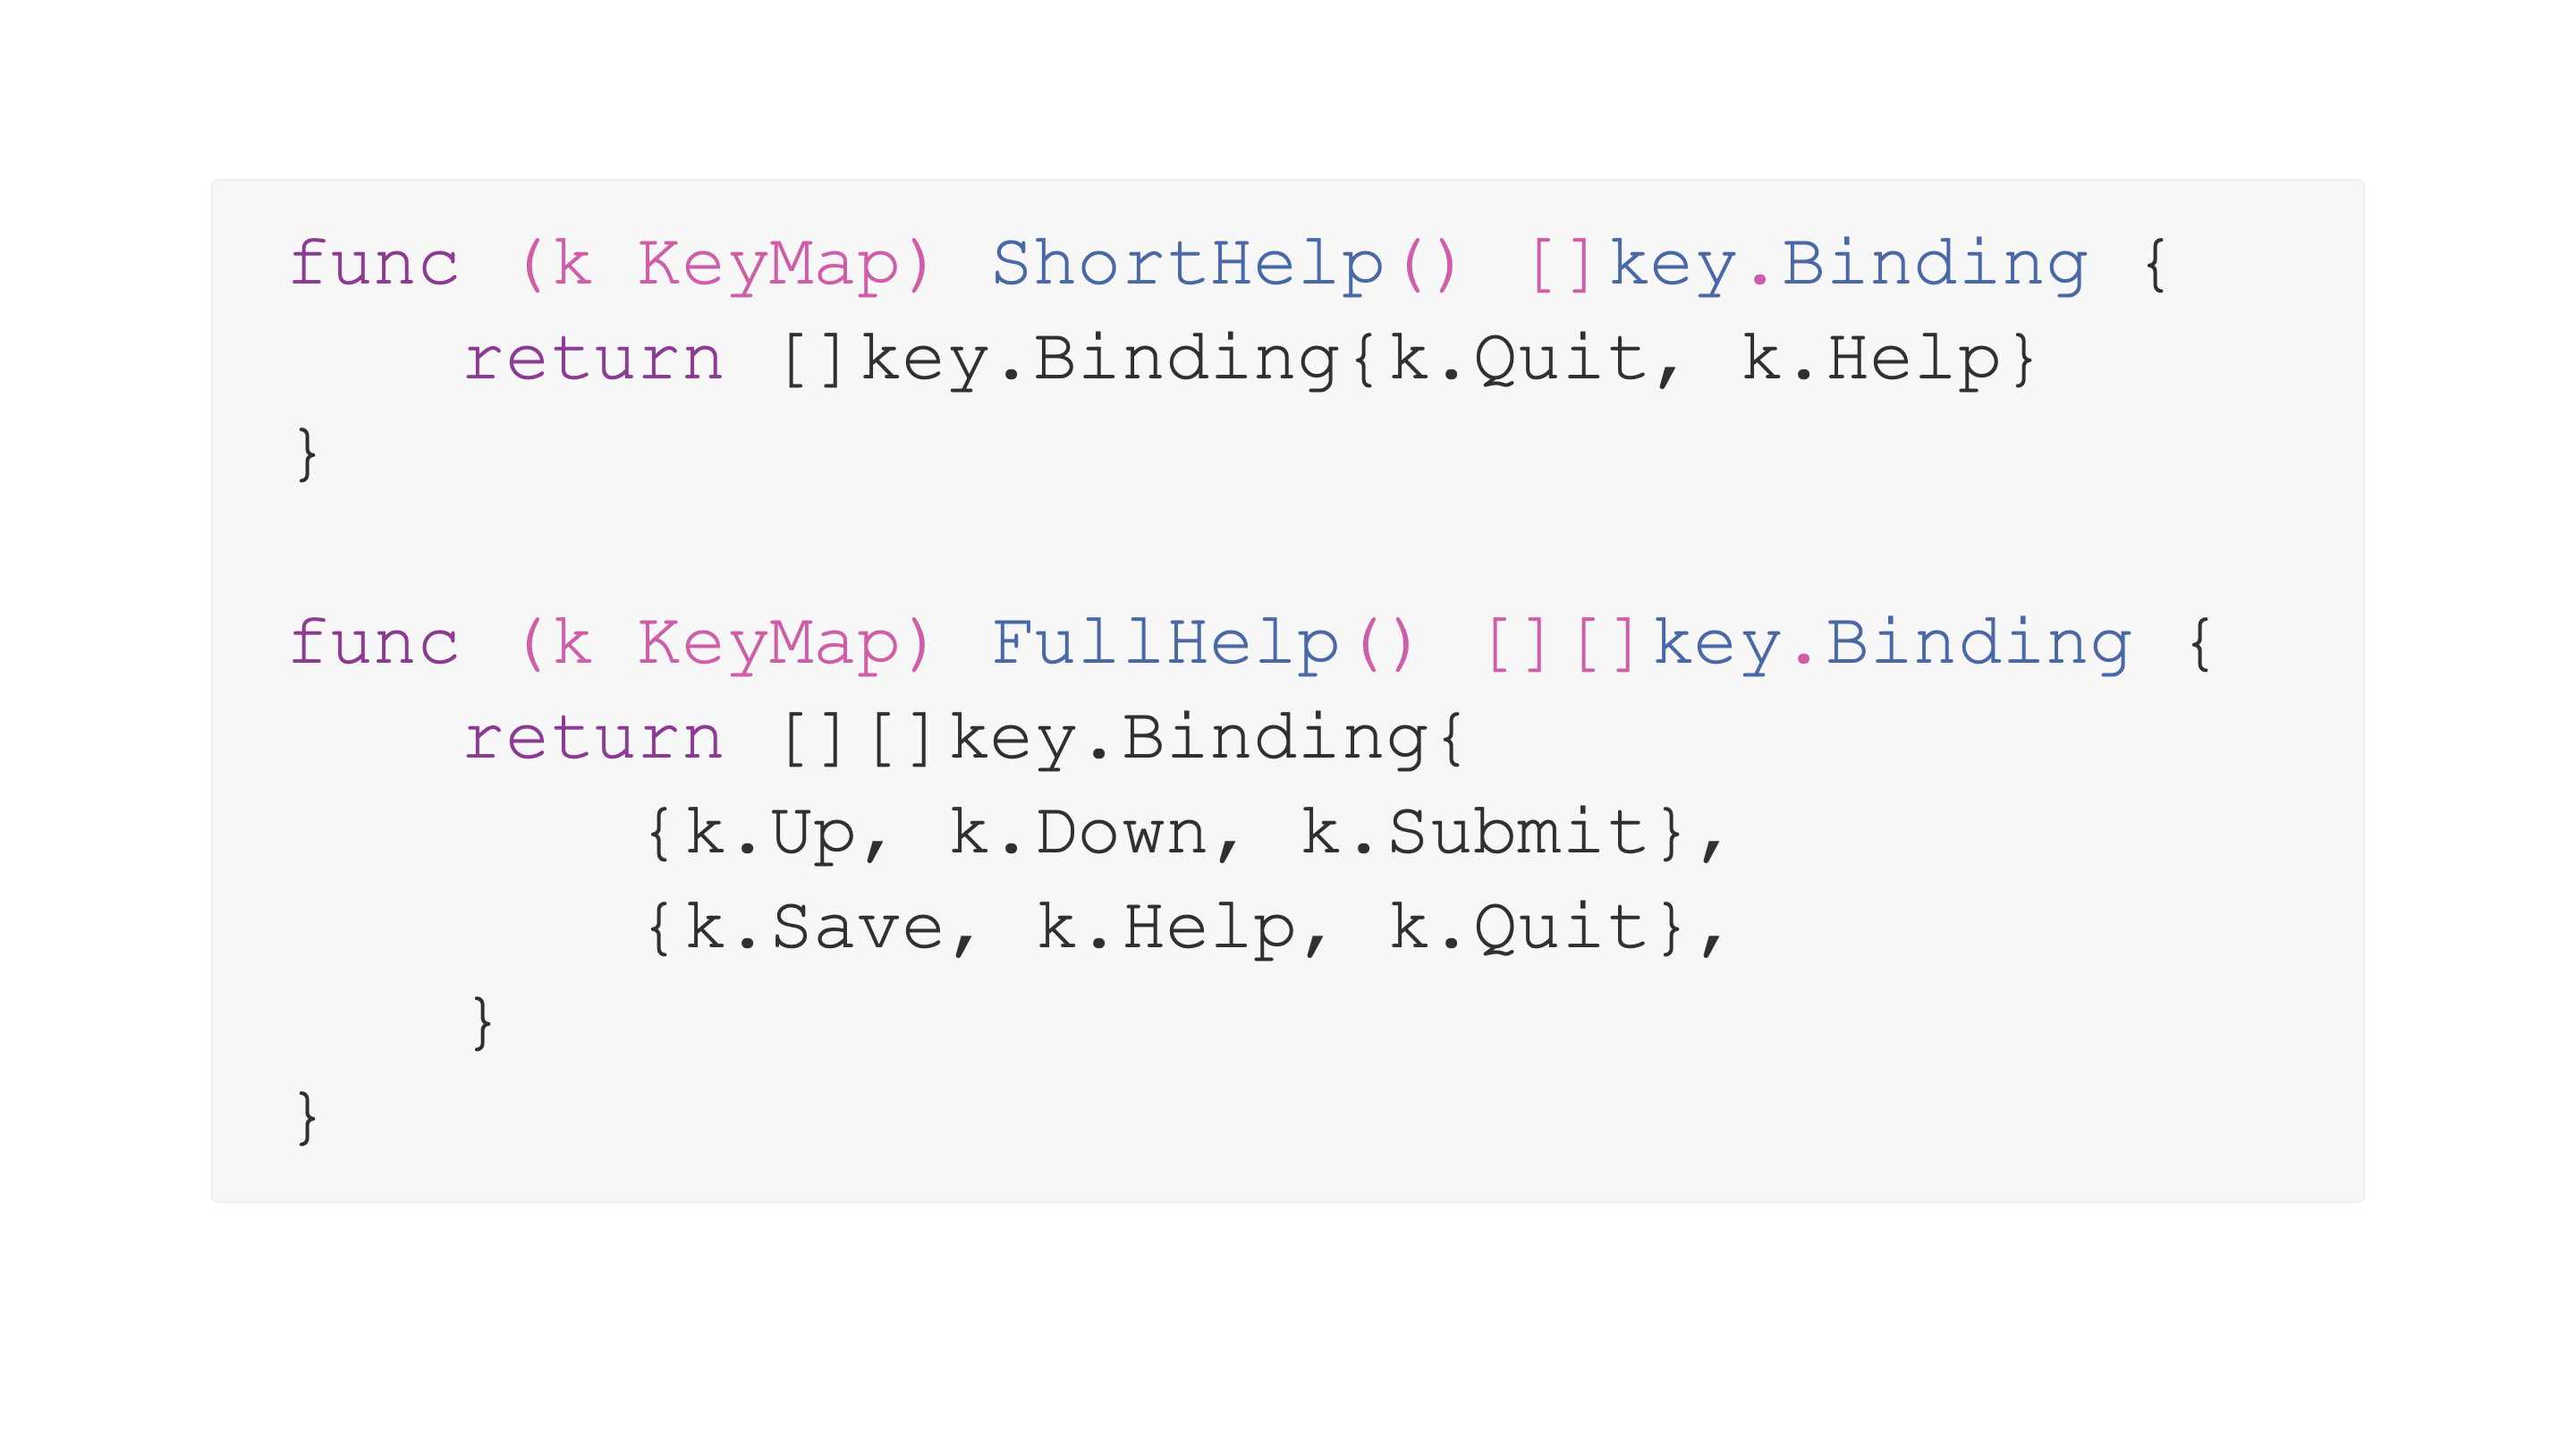 func (k KeyMap) ShortHelp() []key.Binding {
    return []key.Binding{k.Quit, k.Help}
}

func (k KeyMap) FullHelp() [][]key.Binding {
    return [][]key.Binding{
        {k.Up, k.Down, k.Submit},
        {k.Save, k.Help, k.Quit},
    }
}